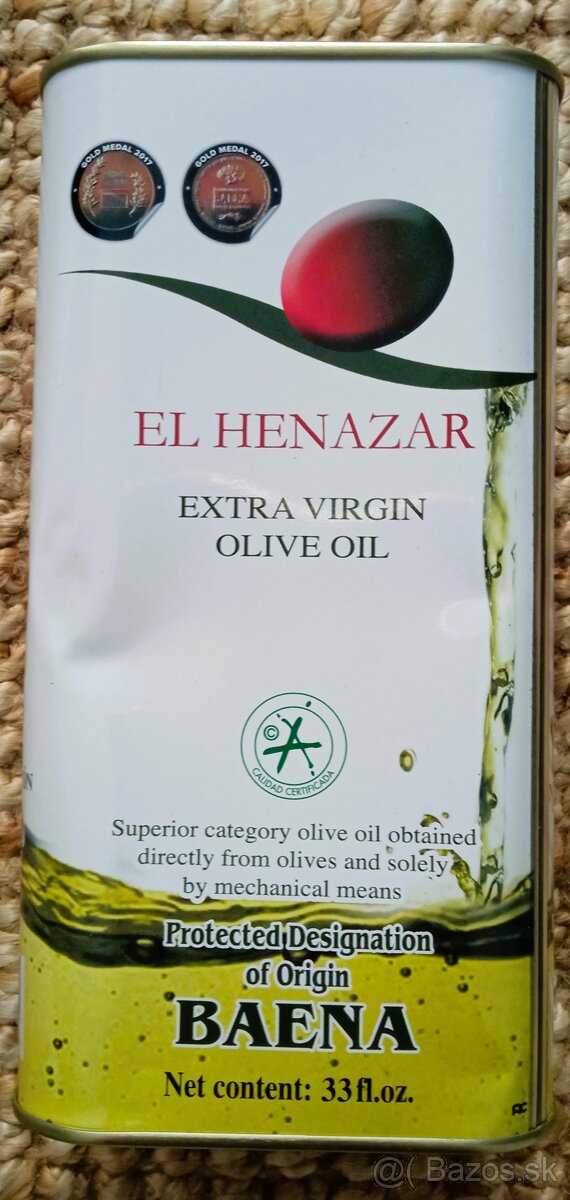 GOLD MEDAL 2017
GOLD MEDAL 2017
BAENA
EL HENAZAR
EXTRA VIRGIN
OLIVE OIL
©
CALIDAD CERTIFICADA
Superior category olive oil obtained
directly from olives and solely
by mechanical means
Protected Designation
of Origin
BAENA
Net content: 33 fl.oz.
@( Bazos.sk